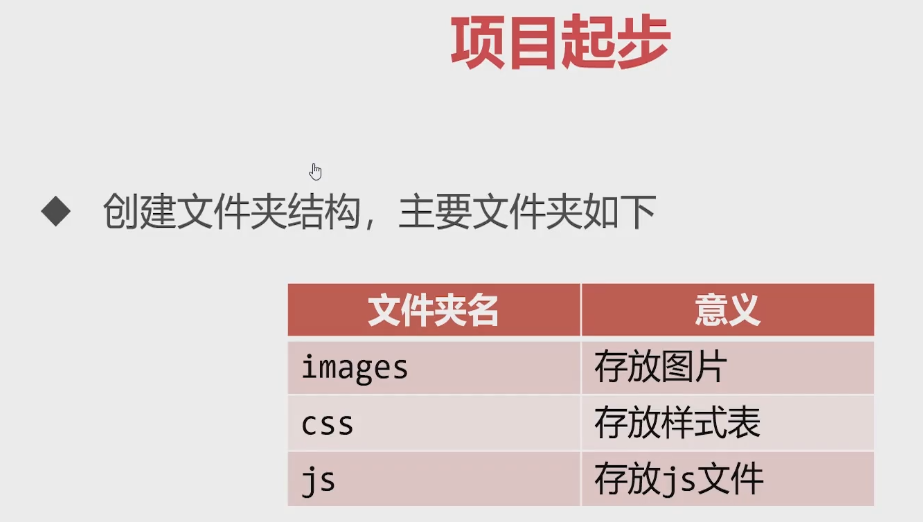 项目起步
创建文件夹结构，主要文件夹如下
文件夹名 意义
images 存放图片
css 存放样式表
js 存放js文件